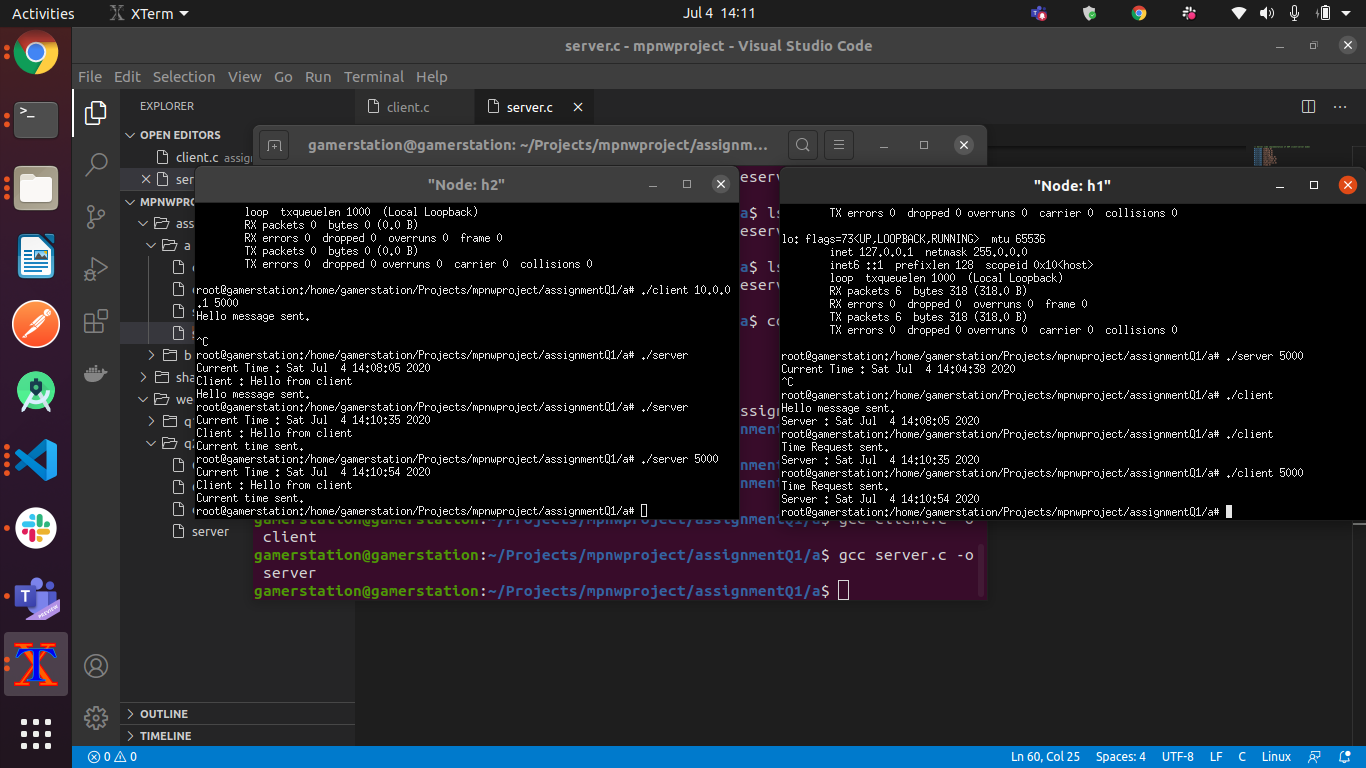 Activities
XTerm
Jul 4 14:11
server.c - mpnwproject - Visual Studio Code
File Edit Selection View Go Run Terminal Help
EXPLORER
client.c
server.c
OPEN EDITORS
client.c
ser
MPNWPRO
ass
a
b
sha
we
q
q
server
OUTLINE
TIMELINE
gamerstation@gamerstation: ~/Projects/mpnwproject/assignm...
"Node: h2"
loop txqueuelen 1000 (Local Loopback)
RX packets 0 bytes 0 (0.0 B)
RX errors 0 dropped 0 overruns 0 frame 0
TX packets 0 bytes 0 (0.0 B)
TX errors 0 dropped 0 overruns 0 carrier 0 collisions 0
root@gamerstation:/home/gamerstation/Projects/mpnwproject/assignmentQ1/a# ./client 10.0.0
.1 5000
Hello message sent.
^C
root@gamerstation:/home/gamerstation/Projects/mpnwproject/assignmentQ1/a# ./server
Current Time : Sat Jul 4 14:08:05 2020
Client : Hello from client
Hello message sent.
root@gamerstation:/home/gamerstation/Projects/mpnwproject/assignmentQ1/a# ./server
Current Time : Sat Jul 4 14:10:35 2020
Client : Hello from client
Current time sent.
root@gamerstation:/home/gamerstation/Projects/mpnwproject/assignmentQ1/a# ./server 5000
Current Time : Sat Jul 4 14:10:54 2020
Client : Hello from client
Current time sent.
root@gamerstation:/home/gamerstation/Projects/mpnwproject/assignmentQ1/a#
"Node: h1"
TX errors 0 dropped 0 overruns 0 carrier 0 collisions 0
lo: flags=73<UP,LOOPBACK,RUNNING> mtu 65536
inet 127.0.0.1 netmask 255.0.0.0
inet6 ::1 prefixlen 128 scopeid 0x10<host>
loop txqueuelen 1000 (Local Loopback)
RX packets 6 bytes 318 (318.0 B)
RX errors 0 dropped 0 overruns 0 frame 0
TX packets 6 bytes 318 (318.0 B)
TX errors 0 dropped 0 overruns 0 carrier 0 collisions 0
root@gamerstation:/home/gamerstation/Projects/mpnwproject/assignmentQ1/a# ./server 5000
Current Time : Sat Jul 4 14:04:38 2020
^C
root@gamerstation:/home/gamerstation/Projects/mpnwproject/assignmentQ1/a# ./client
Hello message sent.
Server : Sat Jul 4 14:08:05 2020
root@gamerstation:/home/gamerstation/Projects/mpnwproject/assignmentQ1/a# ./client
Time Request sent.
Server : Sat Jul 4 14:10:35 2020
root@gamerstation:/home/gamerstation/Projects/mpnwproject/assignmentQ1/a# ./client 5000
Time Request sent.
Server : Sat Jul 4 14:10:54 2020
root@gamerstation:/home/gamerstation/Projects/mpnwproject/assignmentQ1/a#
gamerstation@gamerstation:~/Projects/mpnwproject/assignmentQ1/a$ gcc client.c -o
client
gamerstation@gamerstation:~/Projects/mpnwproject/assignmentQ1/a$ gcc server.c -o
server
gamerstation@gamerstation:~/Projects/mpnwproject/assignmentQ1/a$
0 0
Ln 60, Col 25 Spaces: 4 UTF-8 LF C Linux